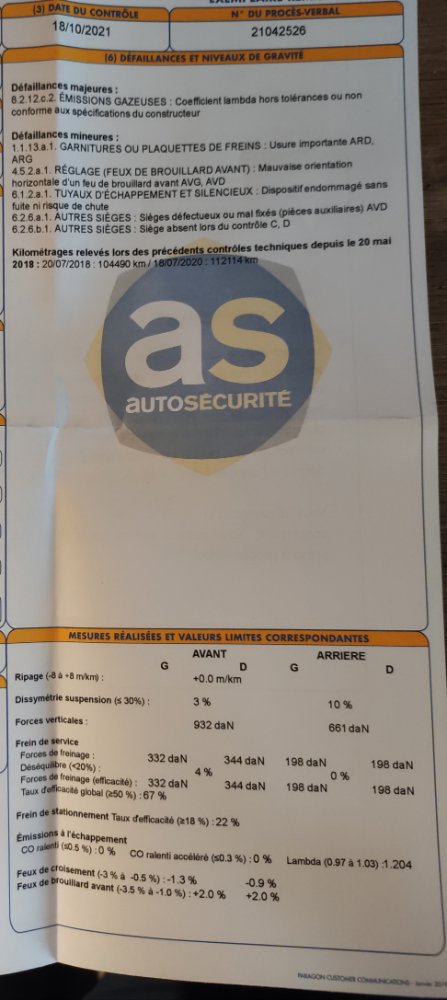 (3) DATE DU CONTRÔLE
N° DU PROCÈS-VERBAL
18/10/2021
21042526
(6) DÉFAILLANCES ET NIVEAUX DE GRAVITÉ
Défaillances majeures :
8.2.12.c.2. ÉMISSIONS GAZEUSES : Coefficient lambda hors tolérances ou non
conforme aux spécifications du constructeur
Défaillances mineures :
1.1.13.a.1. GARNITURES OU PLAQUETTES DE FREINS : Usure importante ARD,
ARG
4.5.2.a.1. RÉGLAGE (FEUX DE BROUILLARD AVANT) : Mauvaise orientation
horizontale d'un feu de brouillard avant AVG, AVD
6.1.2.a.1. TUYAUX D'ÉCHAPPEMENT ET SILENCIEUX : Dispositif endommagé sans
fuite ni risque de chute
6.2.6.a.1. AUTRES SIÈGES : Sièges défectueux ou mal fixés (pièces auxiliaires) AVD
6.2.6.b.1. AUTRES SIÈGES : Siège absent lors du contrôle C, D
Kilométrages relevés lors des précédents contrôles techniques depuis le 20 mai
2018 : 20/07/2018 : 104490 km / 18/07/2020 : 112114 km
as
AUTOSÉCURITÉ
MESURES RÉALISÉES ET VALEURS LIMITES CORRESPONDANTES
AVANT ARRIERE
G D G D
Ripage (-8 à +8 m/km) : +0.0 m/km
Dissymétrie suspension (≤ 30%) : 3 % 10 %
Forces verticales : 932 daN 661 daN
Frein de service
Forces de freinage : 332 daN 344 daN 198 daN 198 daN
Déséquilibre (<20%) : 4 % 0 %
Forces de freinage (efficacité) : 332 daN 344 daN 198 daN 198 daN
Taux d'efficacité global (≥50 %) : 67 %
Frein de stationnement Taux d'efficacité (≥18 %) : 22 %
Émissions à l'échappement
CO ralenti (≤0.5 %) : 0 % CO ralenti accéléré (≤0.3 %) : 0 % Lambda (0.97 à 1.03) : 1.204
Feux de croisement (-3 % à -0.5 %) : -1.3 % -0.9 %
Feux de brouillard avant (-3.5 % à -1.0 %) : +2.0 % +2.0 %
PARAGON CUSTOMER COMMUNICATIONS